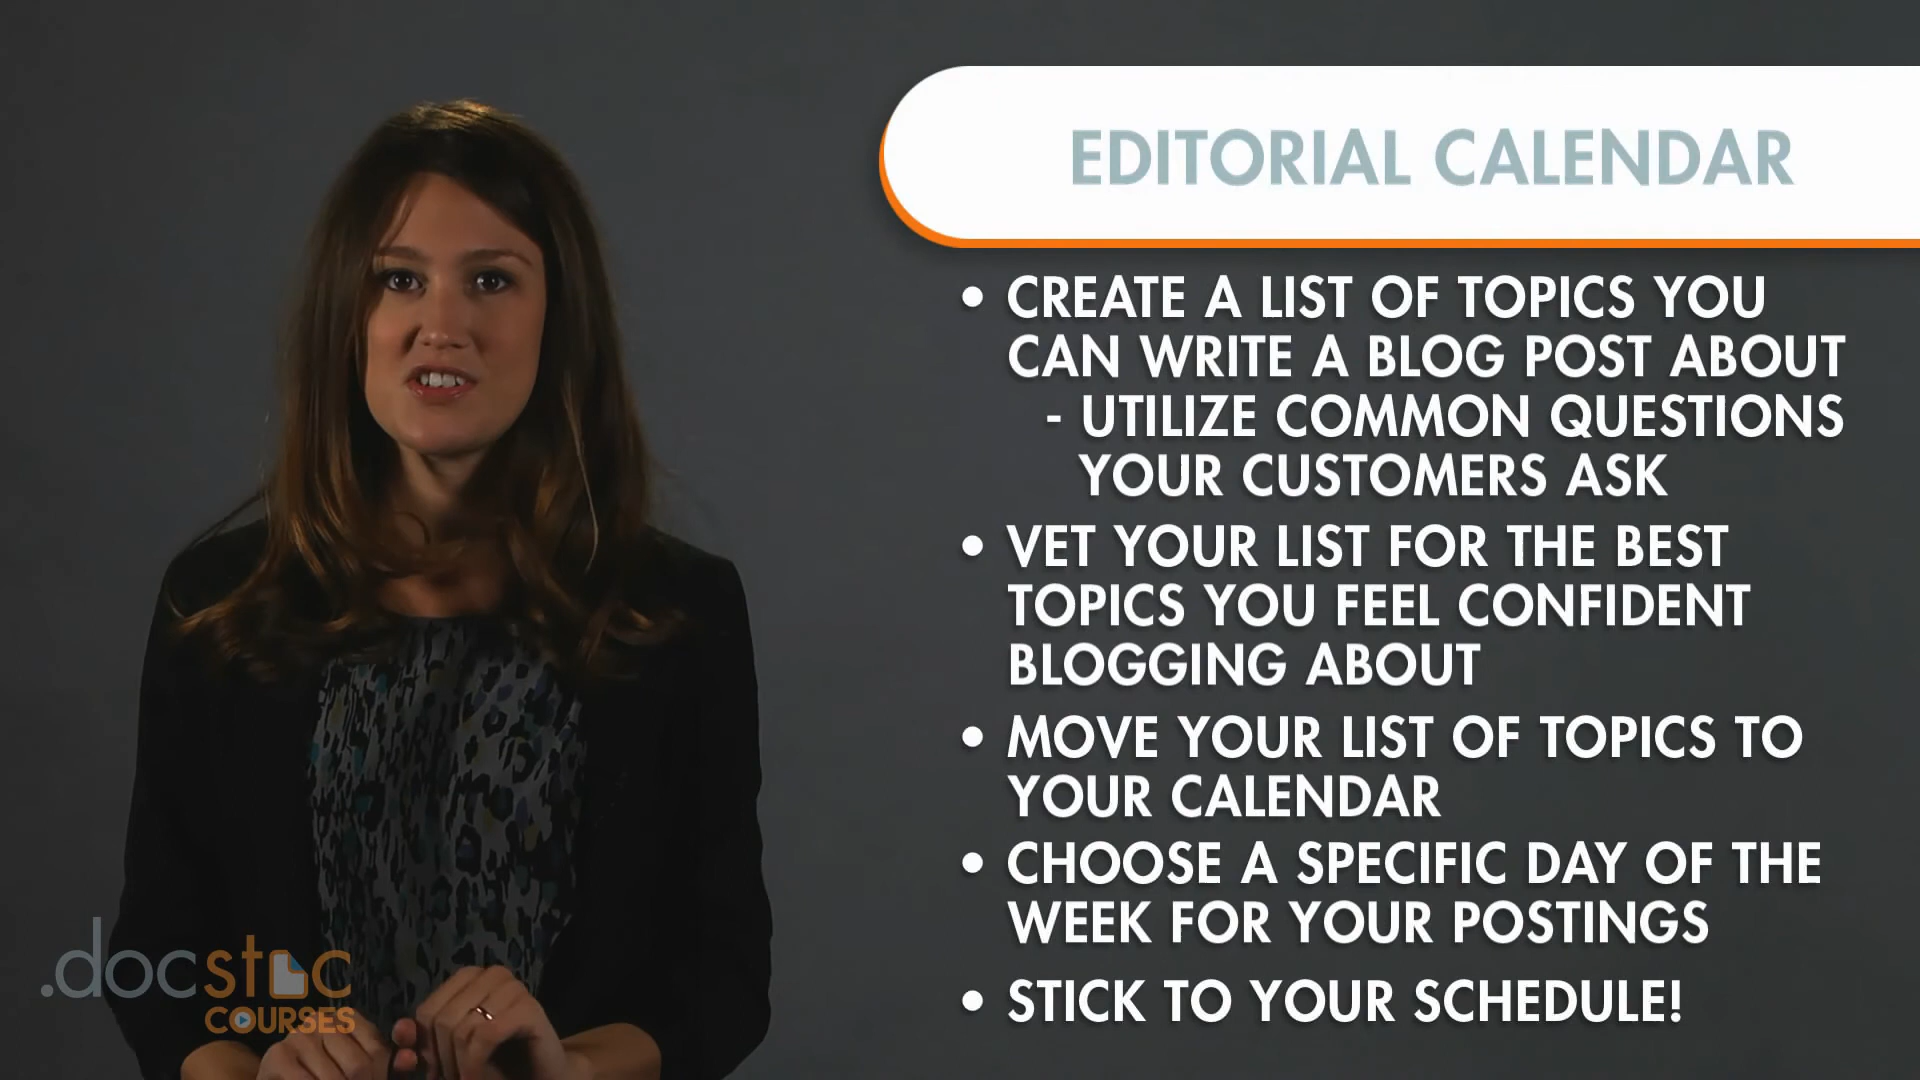 EDITORIAL CALENDAR
• CREATE A LIST OF TOPICS YOU
CAN WRITE A BLOG POST ABOUT
- UTILIZE COMMON QUESTIONS
YOUR CUSTOMERS ASK
• VET YOUR LIST FOR THE BEST
TOPICS YOU FEEL CONFIDENT
BLOGGING ABOUT
• MOVE YOUR LIST OF TOPICS TO
YOUR CALENDAR
• CHOOSE A SPECIFIC DAY OF THE
WEEK FOR YOUR POSTINGS
• STICK TO YOUR SCHEDULE!
.docstoc
COURSES